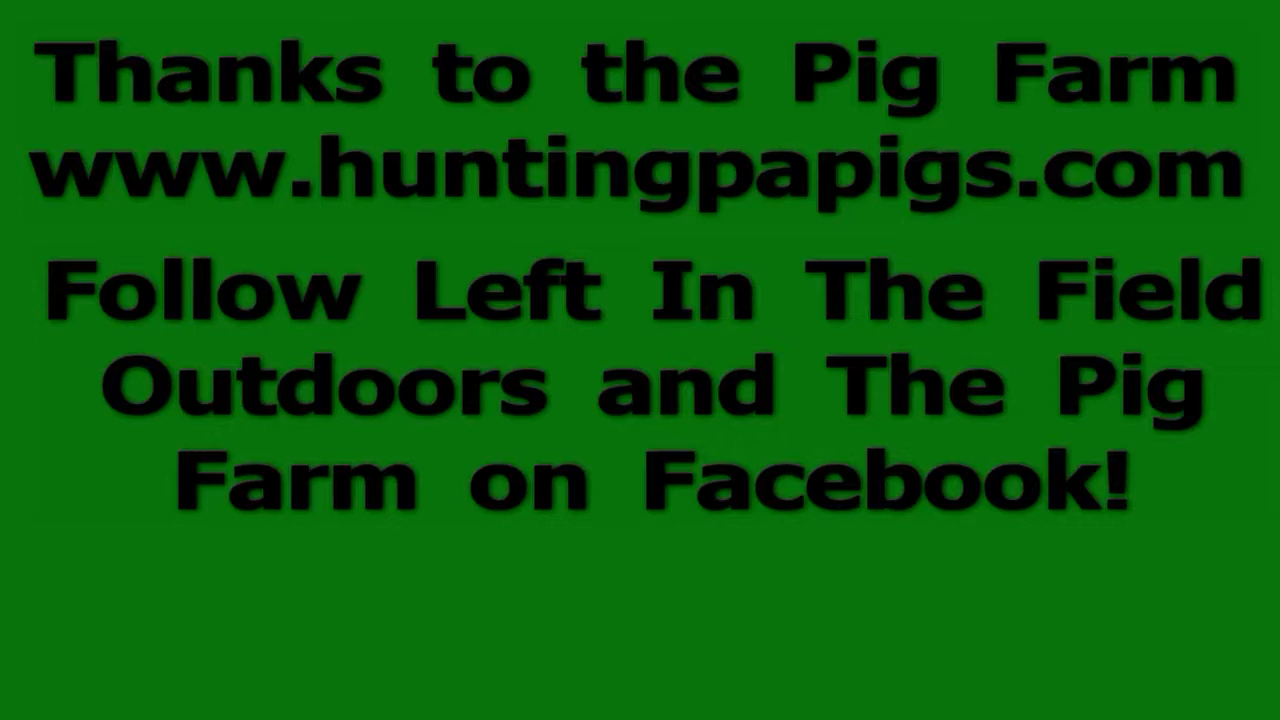 Thanks to the Pig Farm
www.huntingpapigs.com
Follow Left In The Field
Outdoors and The Pig
Farm on Facebook!